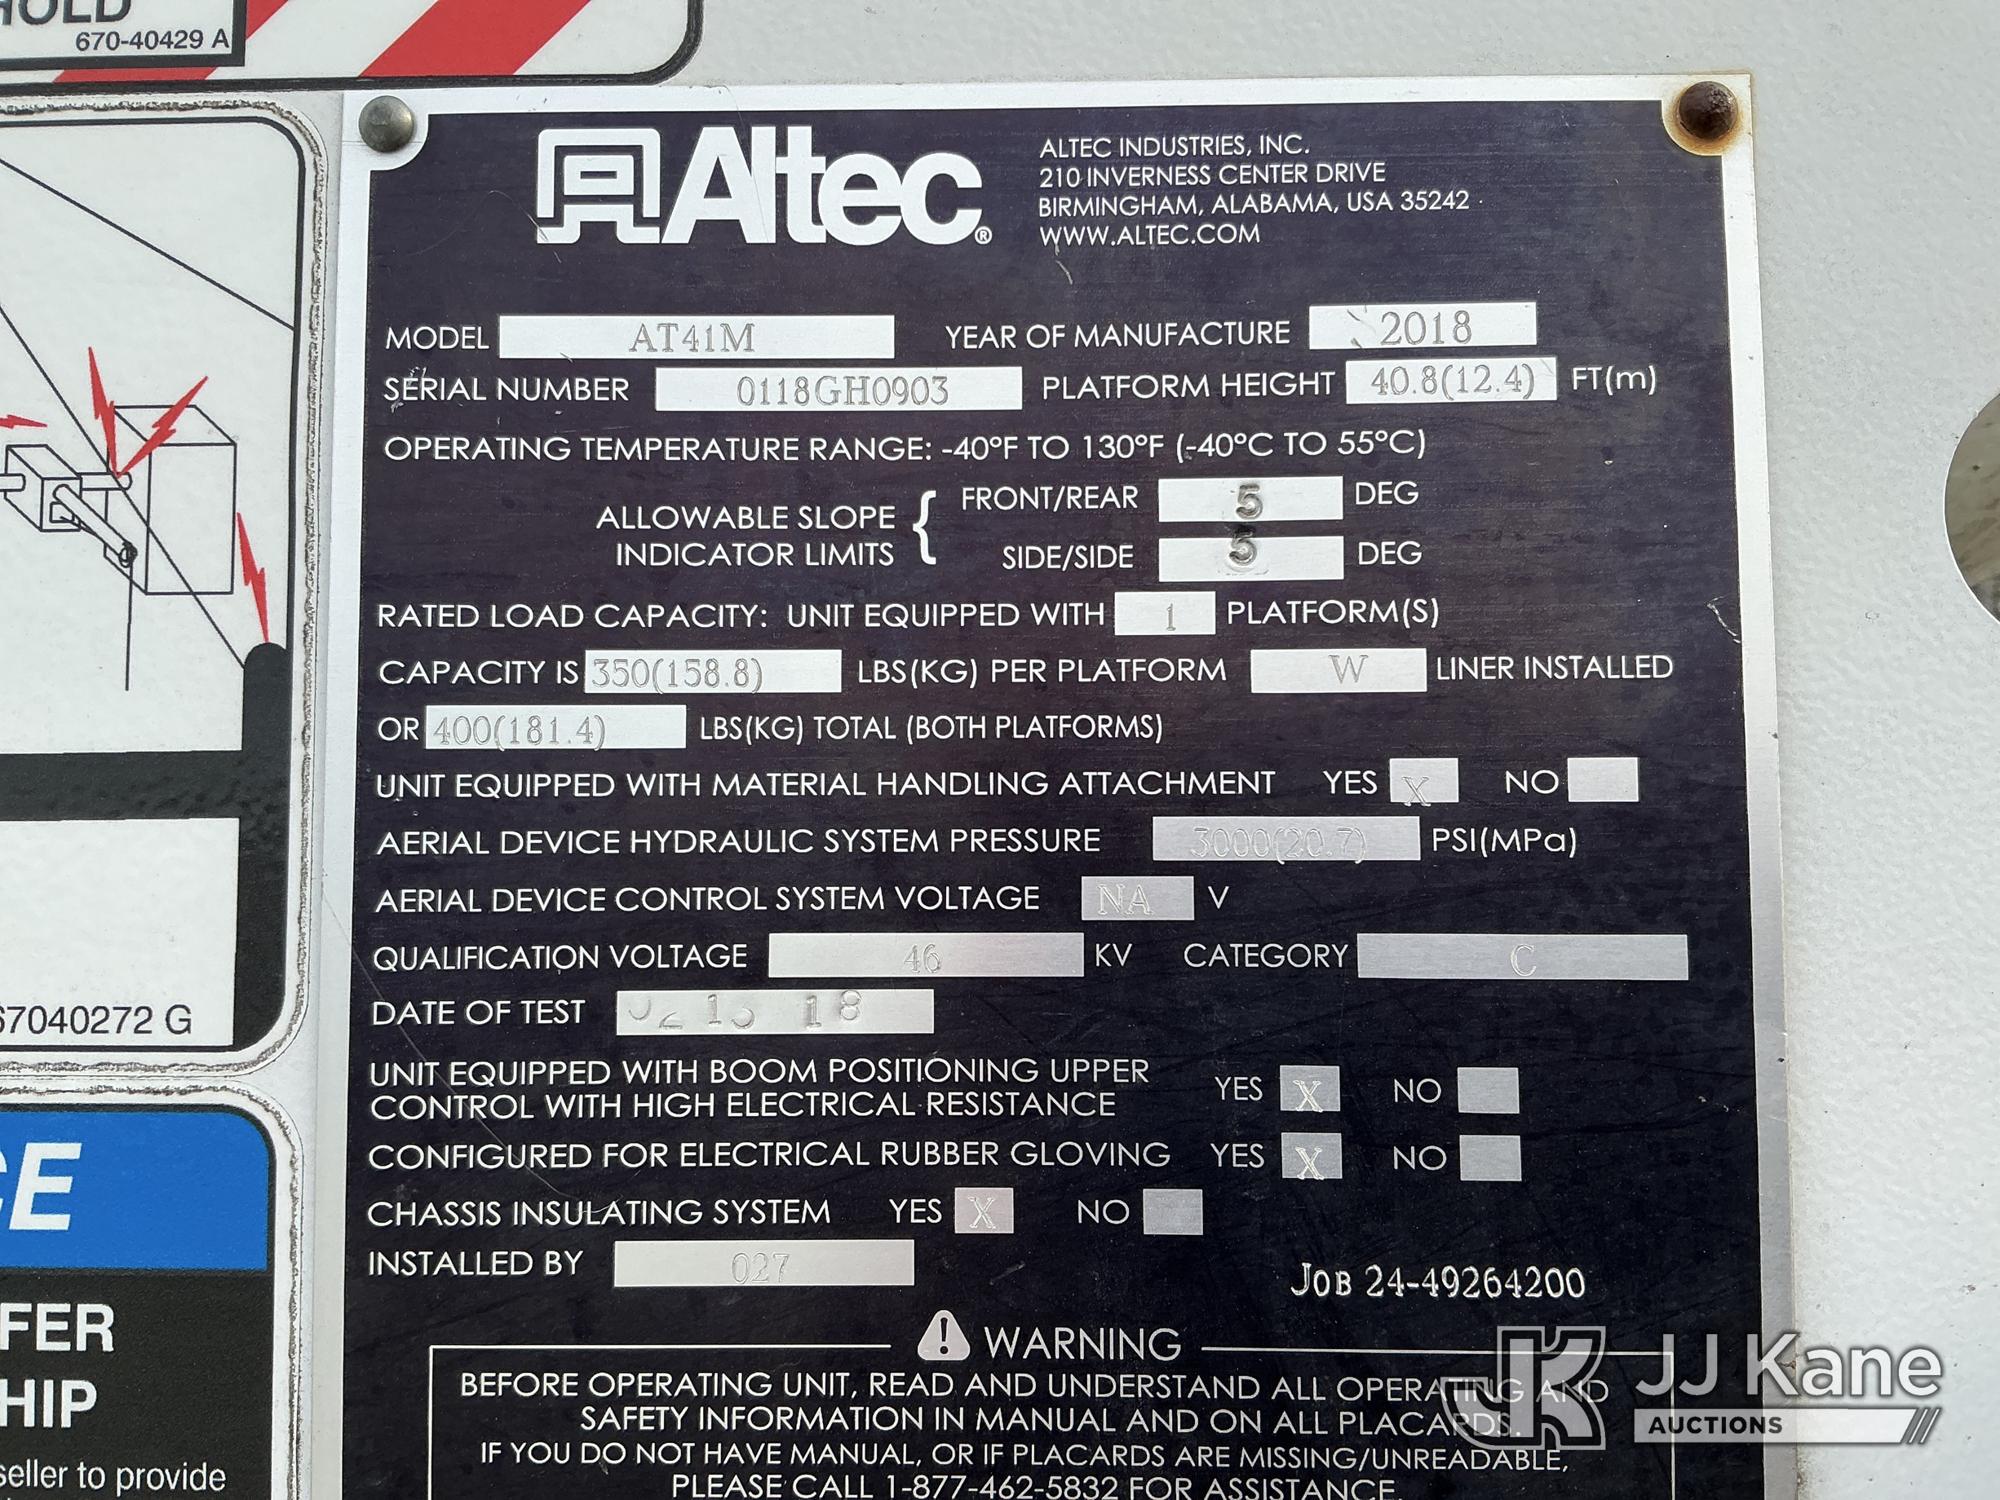 HOLD
670-40429 A
Altec®
ALTEC INDUSTRIES, INC.
210 INVERNESS CENTER DRIVE
BIRMINGHAM, ALABAMA, USA 35242
WWW.ALTEC.COM
MODEL AT41M YEAR OF MANUFACTURE 2018
SERIAL NUMBER 0118GH0903 PLATFORM HEIGHT 40.8(12.4) FT(m)
OPERATING TEMPERATURE RANGE: -40°F TO 130°F (-40°C TO 55°C)
ALLOWABLE SLOPE INDICATOR LIMITS { FRONT/REAR 5 DEG
SIDE/SIDE 5 DEG
RATED LOAD CAPACITY: UNIT EQUIPPED WITH 1 PLATFORM(S)
CAPACITY IS 350(158.8) LBS(KG) PER PLATFORM W LINER INSTALLED
OR 400(181.4) LBS(KG) TOTAL (BOTH PLATFORMS)
UNIT EQUIPPED WITH MATERIAL HANDLING ATTACHMENT YES X NO
AERIAL DEVICE HYDRAULIC SYSTEM PRESSURE 3000(20.7) PSI(MPa)
AERIAL DEVICE CONTROL SYSTEM VOLTAGE NA V
QUALIFICATION VOLTAGE 46 KV CATEGORY C
DATE OF TEST 18
UNIT EQUIPPED WITH BOOM POSITIONING UPPER
CONTROL WITH HIGH ELECTRICAL RESISTANCE YES X NO
CONFIGURED FOR ELECTRICAL RUBBER GLOVING YES X NO
CHASSIS INSULATING SYSTEM YES X NO
INSTALLED BY 027
JOB 24-49264200
WARNING
BEFORE OPERATING UNIT, READ AND UNDERSTAND ALL OPERATING AND
SAFETY INFORMATION IN MANUAL AND ON ALL PLACARDS.
IF YOU DO NOT HAVE MANUAL, OR IF PLACARDS ARE MISSING/UNREADABLE,
PLEASE CALL 1-877-462-5832 FOR ASSISTANCE.
67040272 G
CE
FER
HIP
seller to provide
JK JJ Kane
AUCTIONS